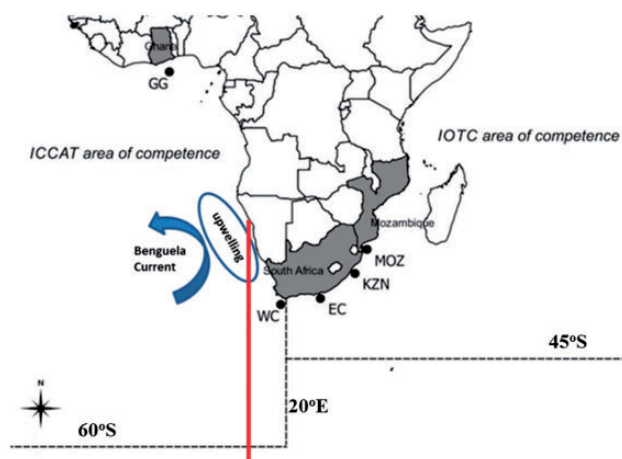 Ghana
GG
ICCAT area of competence
IOTC area of competence
upwelling
Benguela
Current
Mozambique
South Africa
MOZ
KZN
WC
EC
45°S
20°E
N
60°S